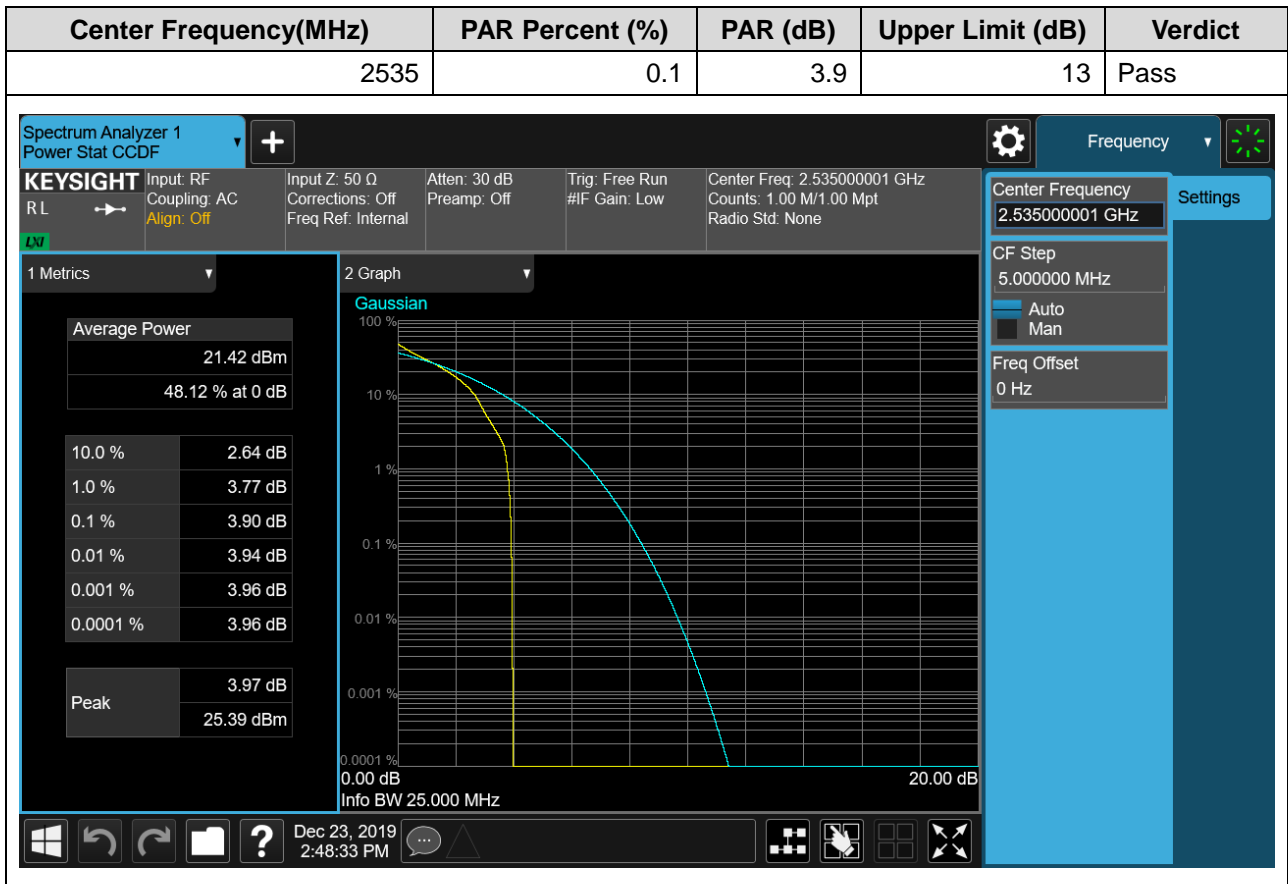 Center Frequency(MHz) PAR Percent (%) PAR (dB) Upper Limit (dB) Verdict
2535 0.1 3.9 13 Pass
Spectrum Analyzer 1
Power Stat CCDF
Frequency
KEYSIGHT
R L
LXI
Input: RF
Coupling: AC
Align: Off
Input Z: 50 Ω
Corrections: Off
Freq Ref: Internal
Atten: 30 dB
Preamp: Off
Trig: Free Run
#IF Gain: Low
Center Freq: 2.535000001 GHz
Counts: 1.00 M/1.00 Mpt
Radio Std: None
Center Frequency
2.535000001 GHz
Settings
CF Step
5.000000 MHz
Auto
Man
Freq Offset
0 Hz
1 Metrics
Average Power
21.42 dBm
48.12 % at 0 dB
10.0 % 2.64 dB
1.0 % 3.77 dB
0.1 % 3.90 dB
0.01 % 3.94 dB
0.001 % 3.96 dB
0.0001 % 3.96 dB
Peak
3.97 dB
25.39 dBm
2 Graph
Gaussian
100 %
10 %
1 %
0.1 %
0.01 %
0.001 %
0.0001 %
0.00 dB 20.00 dB
Info BW 25.000 MHz
?
Dec 23, 2019
2:48:33 PM